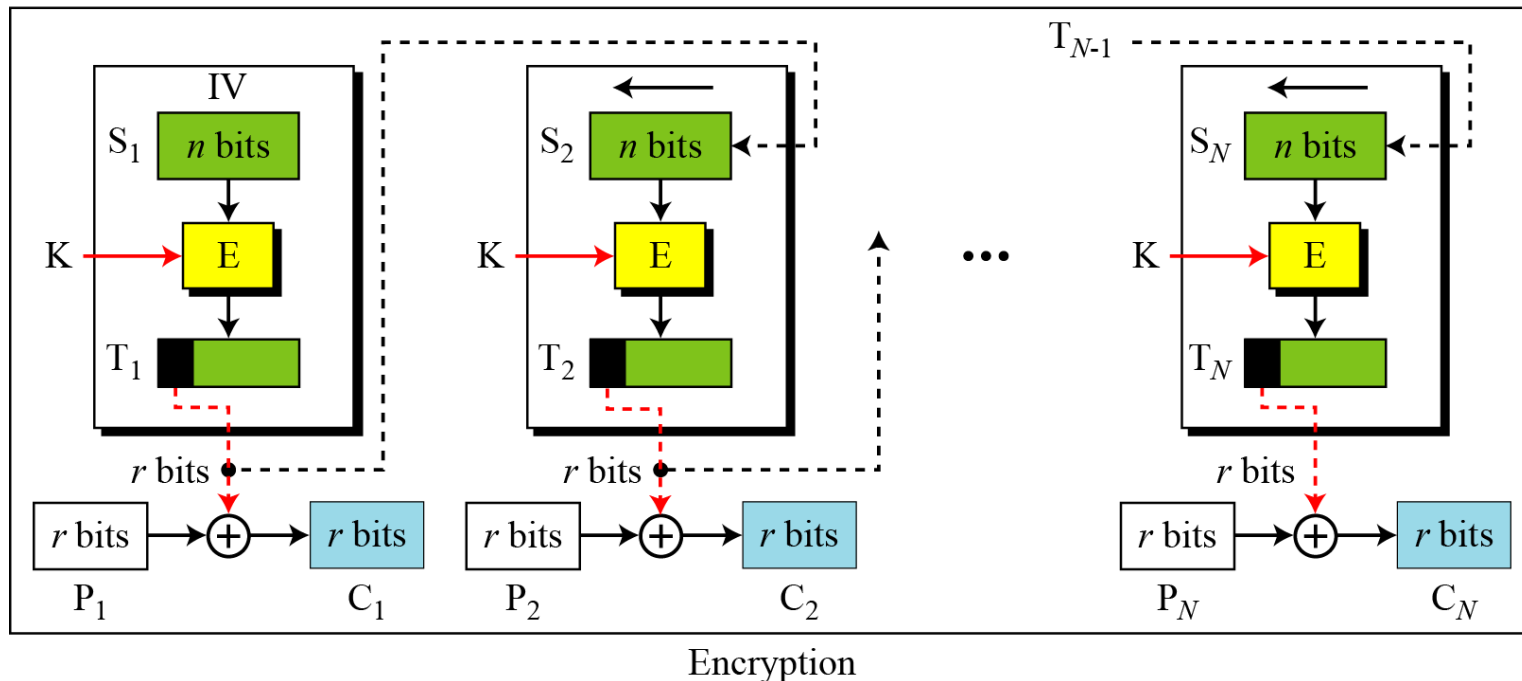 T_{N-1}
IV
S_1 n bits S_2 n bits S_N n bits
K E K E ... K E
T_1 T_2 T_N
r bits r bits r bits
r bits + r bits r bits + r bits r bits + r bits
P_1 C_1 P_2 C_2 P_N C_N
Encryption